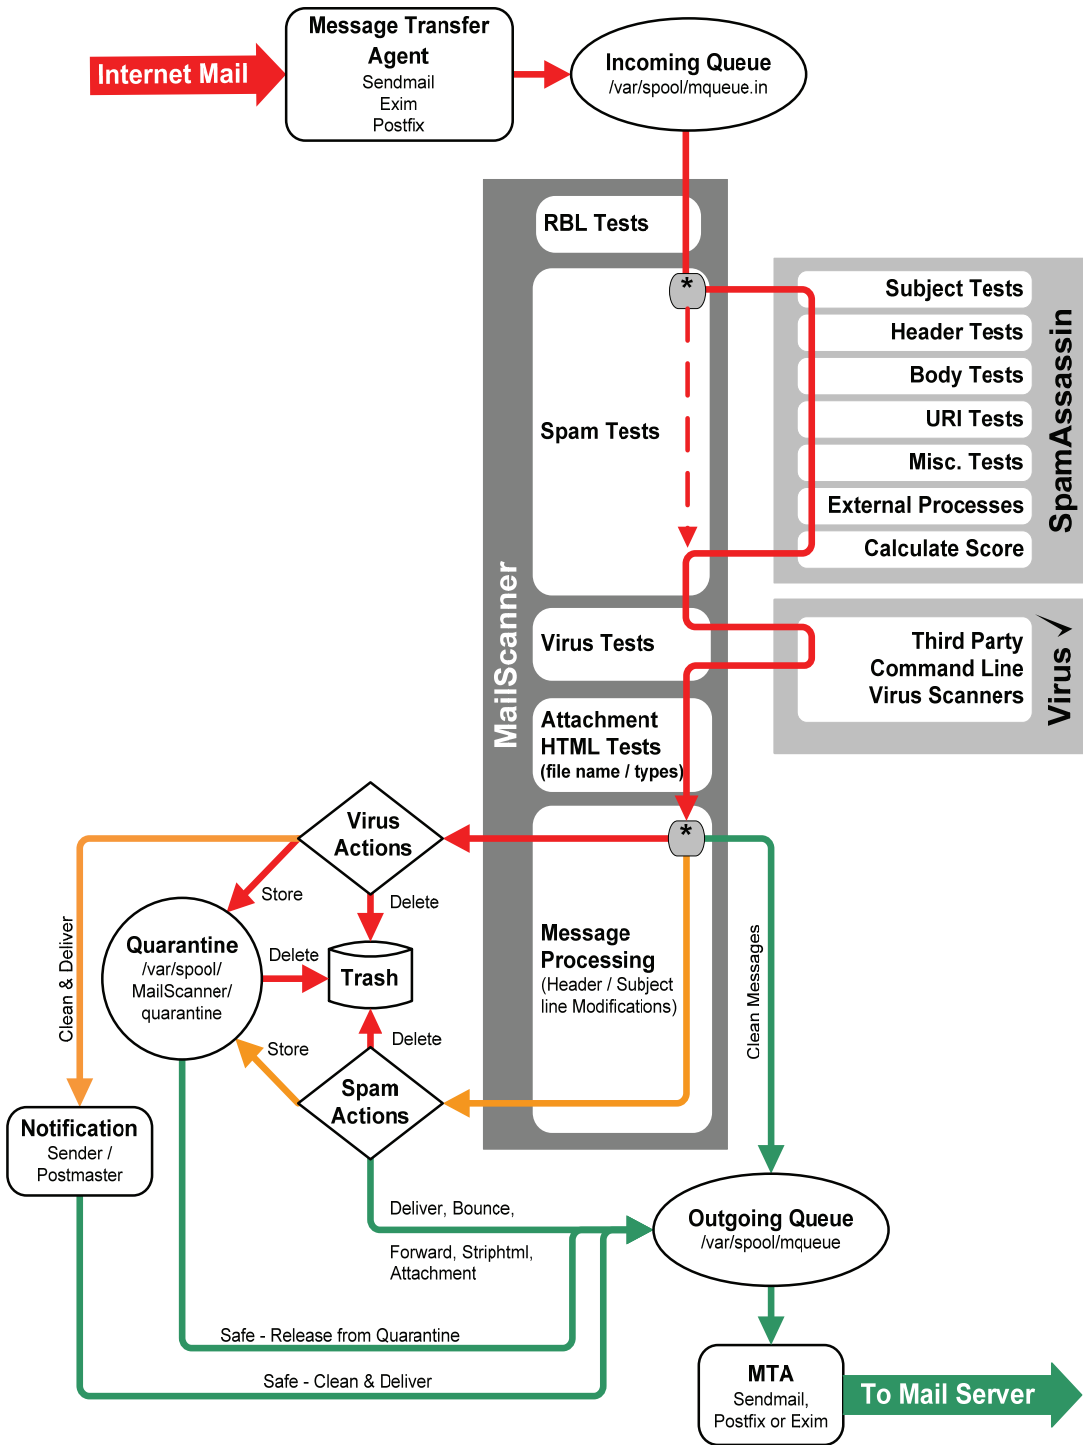 Internet Mail
Message Transfer
Agent
Sendmail
Exim
Postfix
Incoming Queue
/var/spool/mqueue.in
MailScanner
RBL Tests
*
Spam Tests
SpamAssassin
Subject Tests
Header Tests
Body Tests
URI Tests
Misc. Tests
External Processes
Calculate Score
Virus Tests
Third Party
Command Line
Virus Scanners
Virus
Attachment
HTML Tests
(file name / types)
*
Message
Processing
(Header / Subject
line Modifications)
Virus
Actions
Store
Delete
Clean & Deliver
Quarantine
/var/spool/
MailScanner/
quarantine
Delete
Trash
Delete
Store
Spam
Actions
Clean Messages
Notification
Sender /
Postmaster
Deliver, Bounce,
Forward, Striphtml,
Attachment
Outgoing Queue
/var/spool/mqueue
Safe - Release from Quarantine
Safe - Clean & Deliver
MTA
Sendmail,
Postfix or Exim
To Mail Server